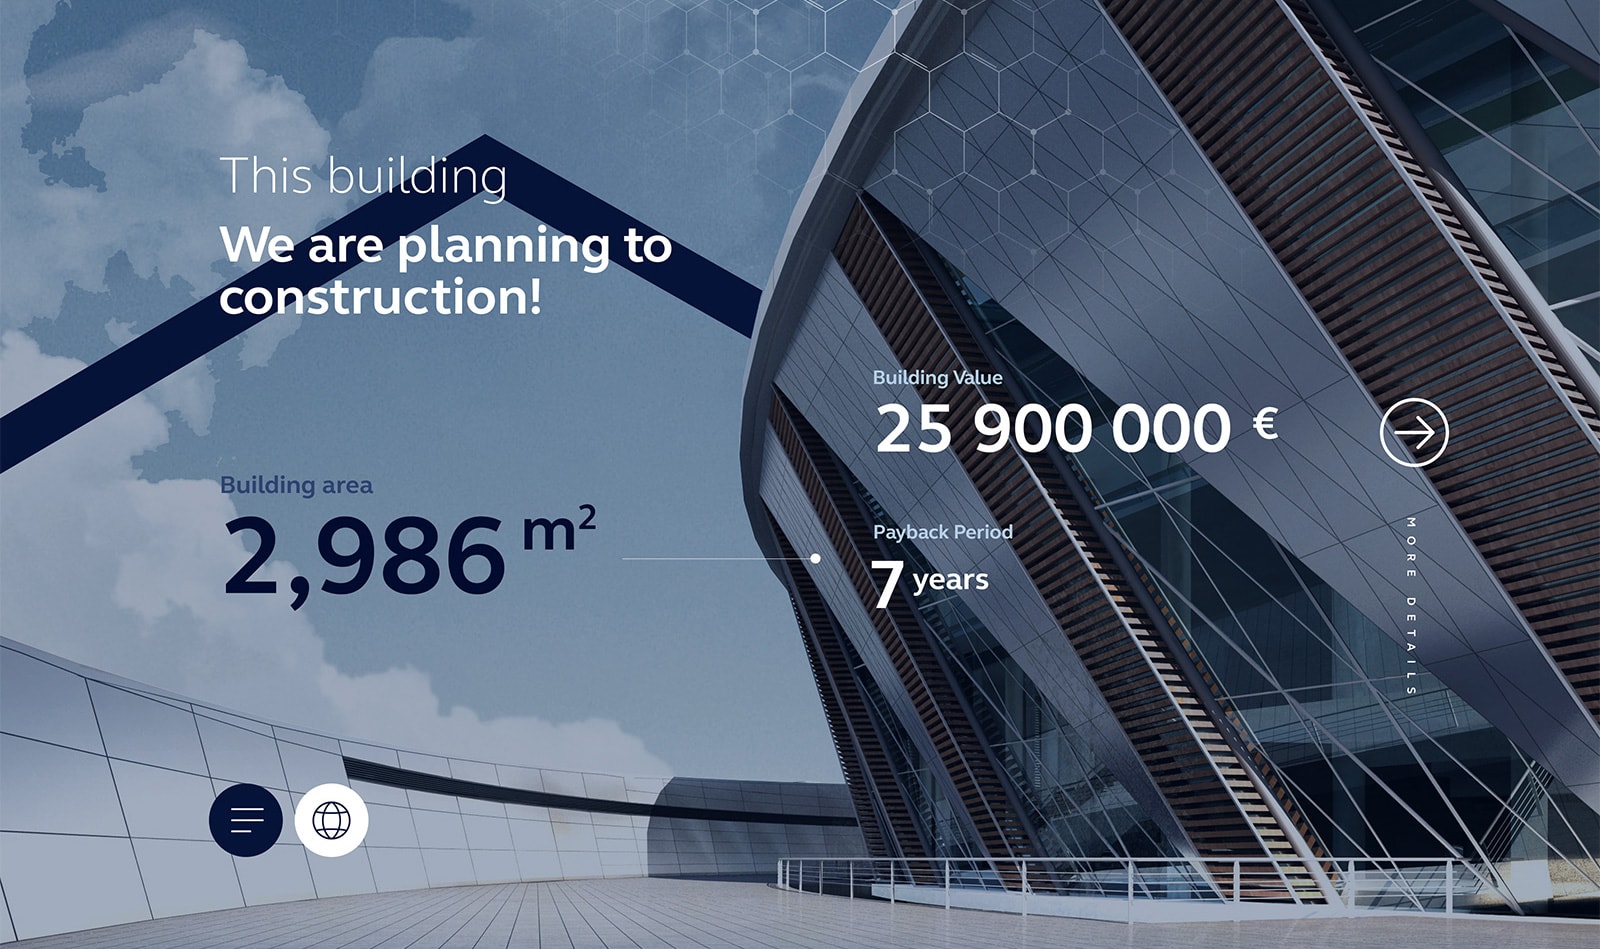 This building
We are planning to
construction!
Building area
2,986 m²
Building Value
25 900 000 €
Payback Period
7 years
MORE DETAILS